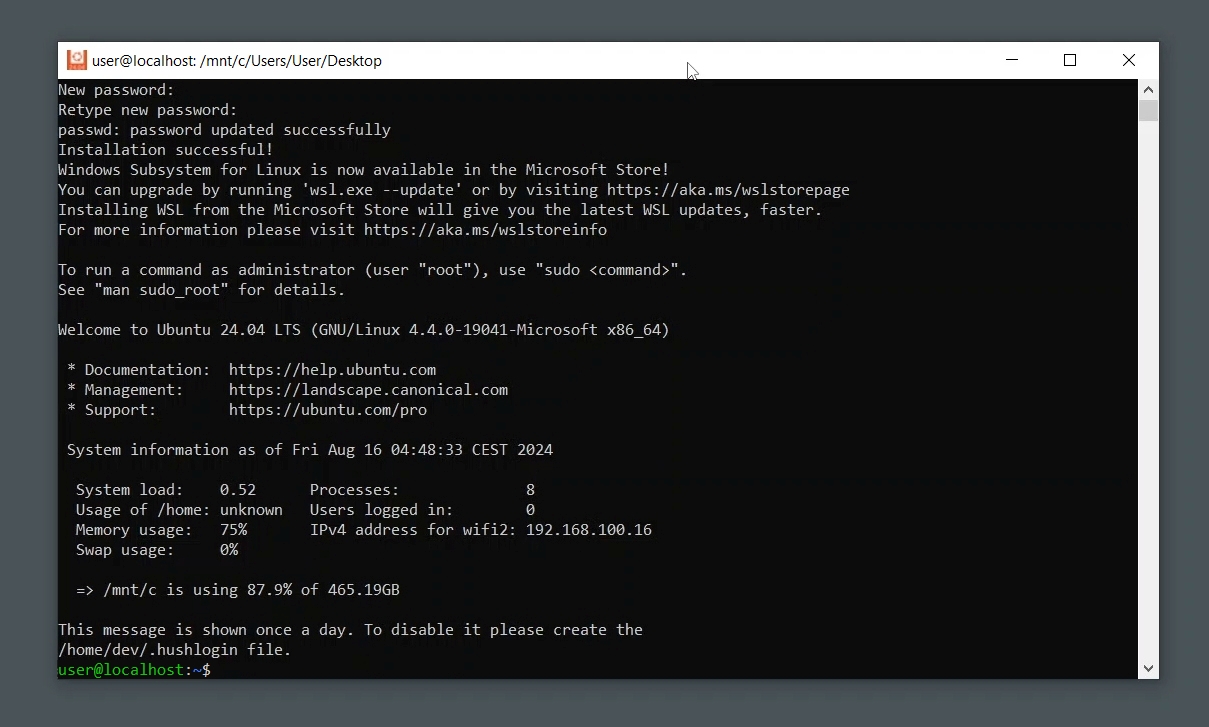 user@localhost: /mnt/c/Users/User/Desktop
New password:
Retype new password:
passwd: password updated successfully
Installation successful!
Windows Subsystem for Linux is now available in the Microsoft Store!
You can upgrade by running 'wsl.exe --update' or by visiting https://aka.ms/wslstorepage
Installing WSL from the Microsoft Store will give you the latest WSL updates, faster.
For more information please visit https://aka.ms/wslstoreinfo

To run a command as administrator (user "root"), use "sudo <command>".
See "man sudo_root" for details.

Welcome to Ubuntu 24.04 LTS (GNU/Linux 4.4.0-19041-Microsoft x86_64)

 * Documentation:  https://help.ubuntu.com
 * Management:     https://landscape.canonical.com
 * Support:        https://ubuntu.com/pro

 System information as of Fri Aug 16 04:48:33 CEST 2024

  System load:    0.52      Processes:              8
  Usage of /home: unknown   Users logged in:        0
  Memory usage:   75%       IPv4 address for wifi2: 192.168.100.16
  Swap usage:     0%

  => /mnt/c is using 87.9% of 465.19GB

This message is shown once a day. To disable it please create the
/home/dev/.hushlogin file.
user@localhost:~$